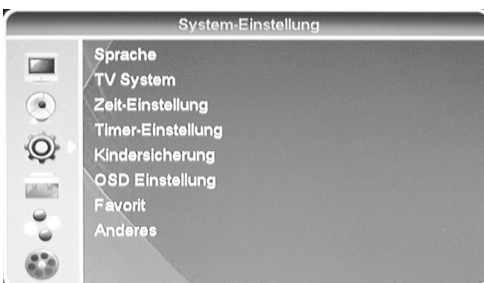 System-Einstellung
Sprache
TV System
Zeit-Einstellung
Timer-Einstellung
Kindersicherung
OSD Einstellung
Favorit
Anderes